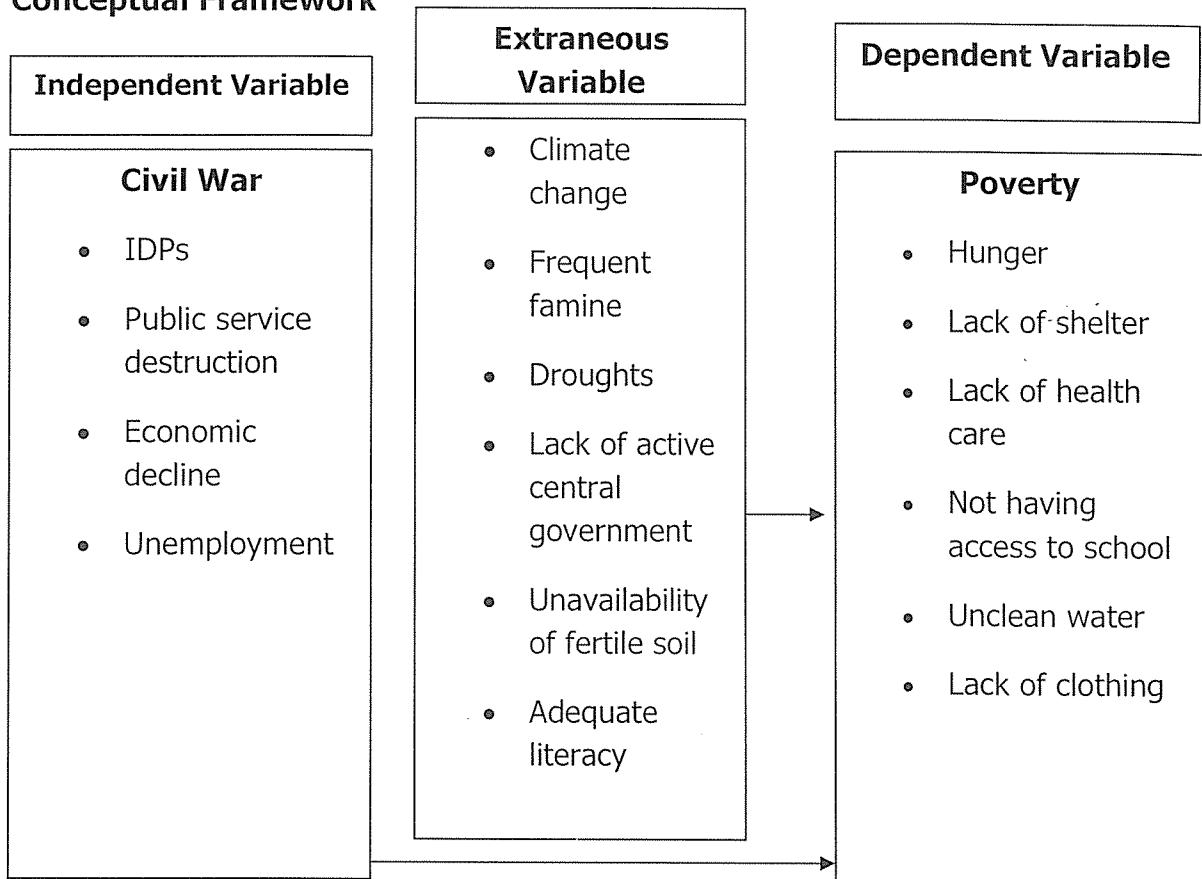 Conceptual Framework
Independent Variable
Extraneous
Variable
Dependent Variable
Civil War
• IDPs
• Public service
destruction
• Economic
decline
• Unemployment
• Climate
change
• Frequent
famine
• Droughts
• Lack of active
central
government
• Unavailability
of fertile soil
• Adequate
literacy
Poverty
• Hunger
• Lack of shelter
• Lack of health
care
• Not having
access to school
• Unclean water
• Lack of clothing